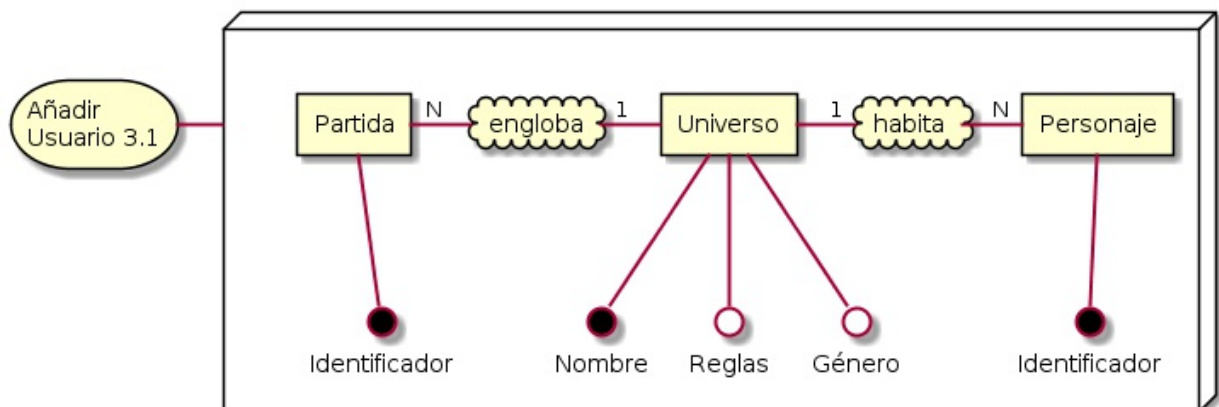 Añadir
Usuario 3.1
Partida
N
engloba
1
Universo
1
habita
N
Personaje
Identificador
Nombre
Reglas
Género
Identificador